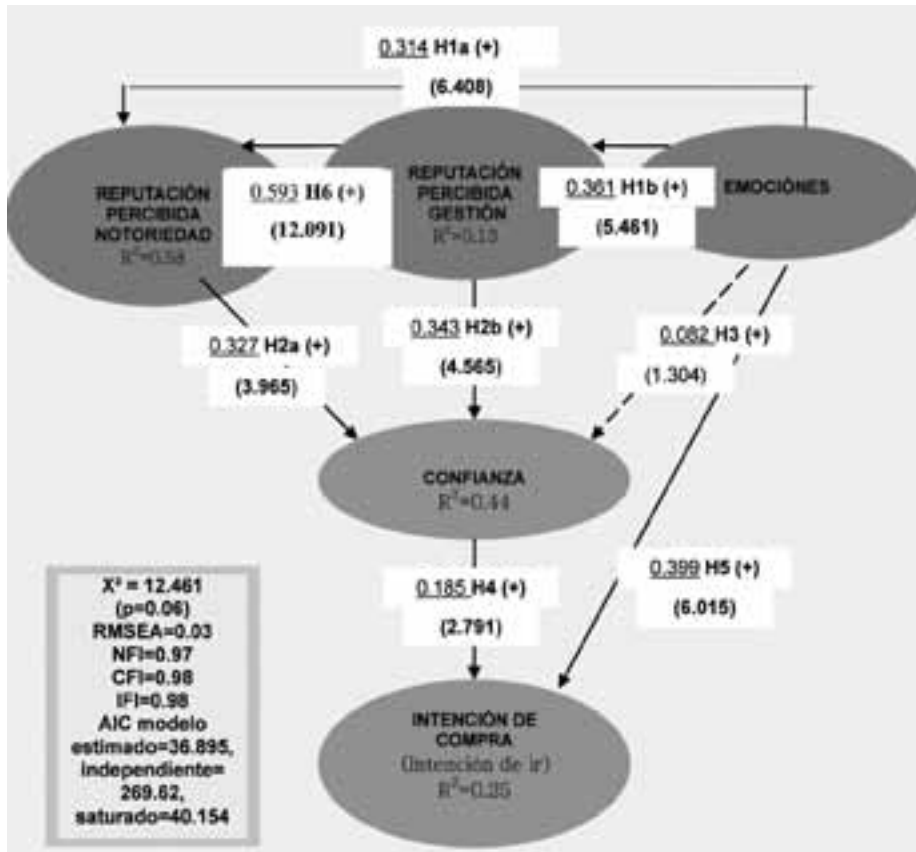 0.314 H1a (+)
(6.408)
REPUTACIÓN
PERCIBIDA
NOTORIEDAD
R²=0.58
0.593 H6 (+)
(12.091)
REPUTACIÓN
PERCIBIDA
GESTIÓN
R²=0.13
0.361 H1b (+)
(5.461)
EMOCIÓNES
0.327 H2a (+)
(3.965)
0.343 H2b (+)
(4.565)
0.082 H3 (+)
(1.304)
CONFIANZA
R²=0.44
0.185 H4 (+)
(2.791)
0.399 H5 (+)
(6.015)
INTENCIÓN DE
COMPRA
(Intención de ir)
R²=0.25
X² = 12.461
(p=0.06)
RMSEA=0.03
NFI=0.97
CFI=0.98
IFI=0.98
AIC modelo
estimado=36.895,
independiente=
269.62,
saturado=40.154